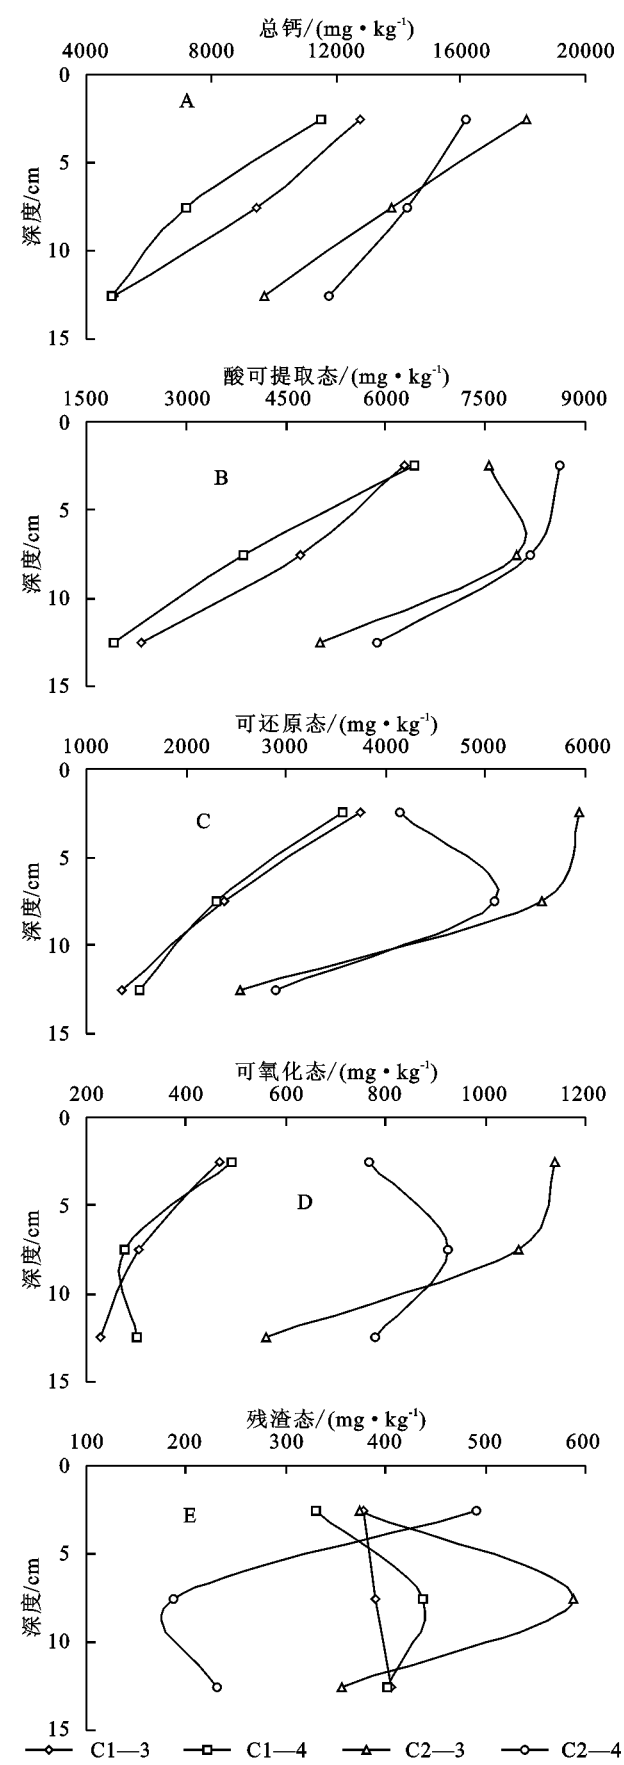 总钙/(mg·kg⁻¹)
4000 8000 12000 16000 20000
0
A
5
深度/cm
10
15
酸可提取态/(mg·kg⁻¹)
1500 3000 4500 6000 7500 9000
0
B
5
深度/cm
10
15
可还原态/(mg·kg⁻¹)
1000 2000 3000 4000 5000 6000
0
C
5
深度/cm
10
15
可氧化态/(mg·kg⁻¹)
200 400 600 800 1000 1200
0
D
5
深度/cm
10
15
残渣态/(mg·kg⁻¹)
100 200 300 400 500 600
0
E
5
深度/cm
10
15
C1—3 C1—4 C2—3 C2—4